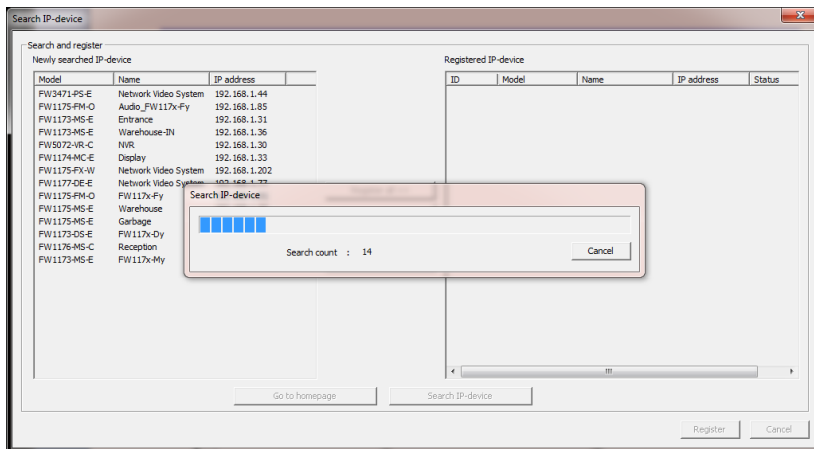 Search IP-device
Search and register
Newly searched IP-device
Registered IP-device
Model Name IP address
ID Model Name IP address Status
FW3471-PS-E Network Video System 192.168.1.44
FW1175-FM-O Audio_FW117x-Fy 192.168.1.85
FW1173-MS-E Entrance 192.168.1.31
FW1173-MS-E Warehouse-IN 192.168.1.36
FW5072-VR-C NVR 192.168.1.30
FW1174-MC-E Display 192.168.1.33
FW1175-FX-W Network Video System 192.168.1.202
FW1177-DE-E Network Video System 192.168.1.77
FW1175-FM-O FW117x-Fy
FW1175-MS-E Warehouse
FW1175-MS-E Garbage
FW1173-DS-E FW117x-Dy
FW1176-MS-C Reception
FW1173-MS-E FW117x-My
Search IP-device
Search count : 14
Cancel
Go to homepage
Search IP-device
Register
Cancel